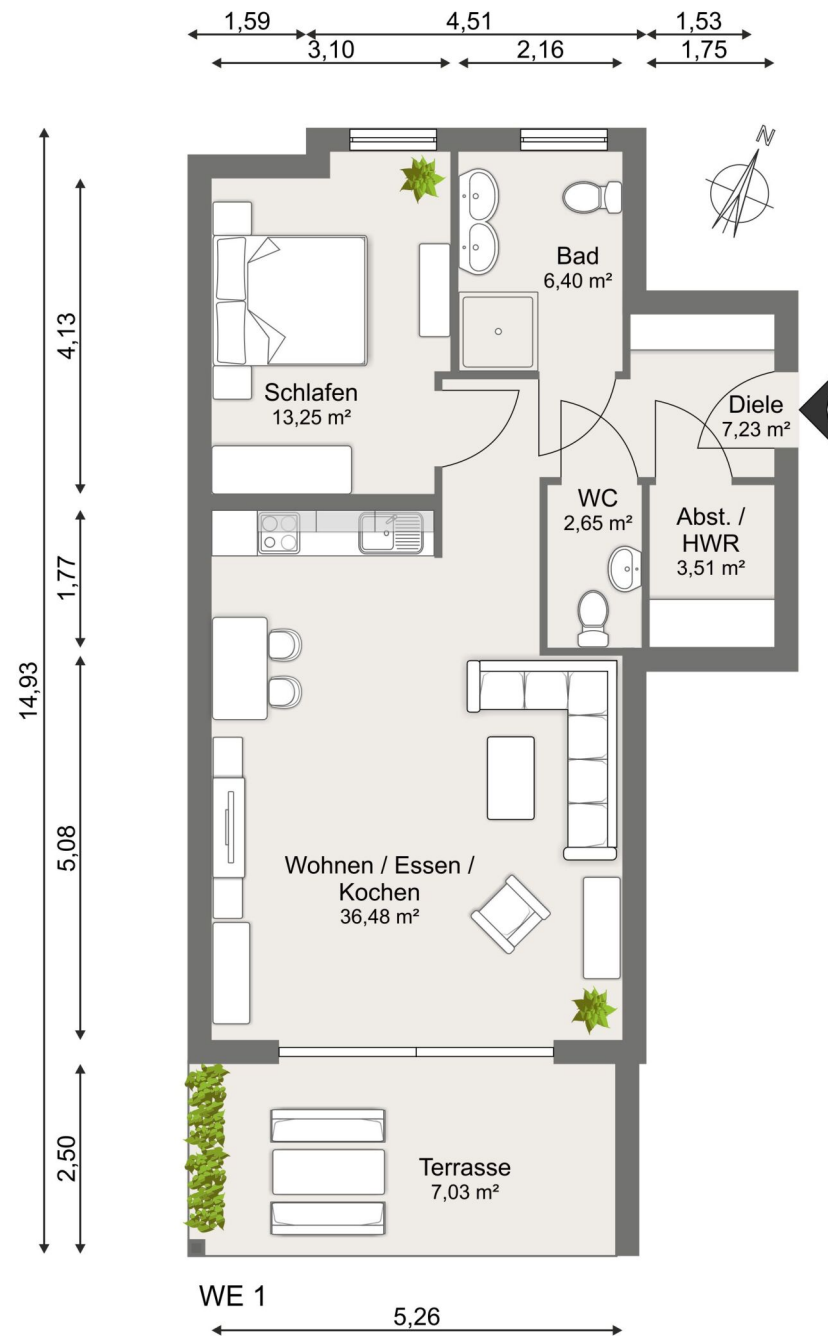 1,59
4,51
1,53
3,10
2,16
1,75
N
4,13
Bad
6,40 m²
Schlafen
13,25 m²
Diele
7,23 m²
WC
2,65 m²
Abst. /
HWR
3,51 m²
1,77
14,93
5,08
Wohnen / Essen /
Kochen
36,48 m²
2,50
Terrasse
7,03 m²
WE 1
5,26